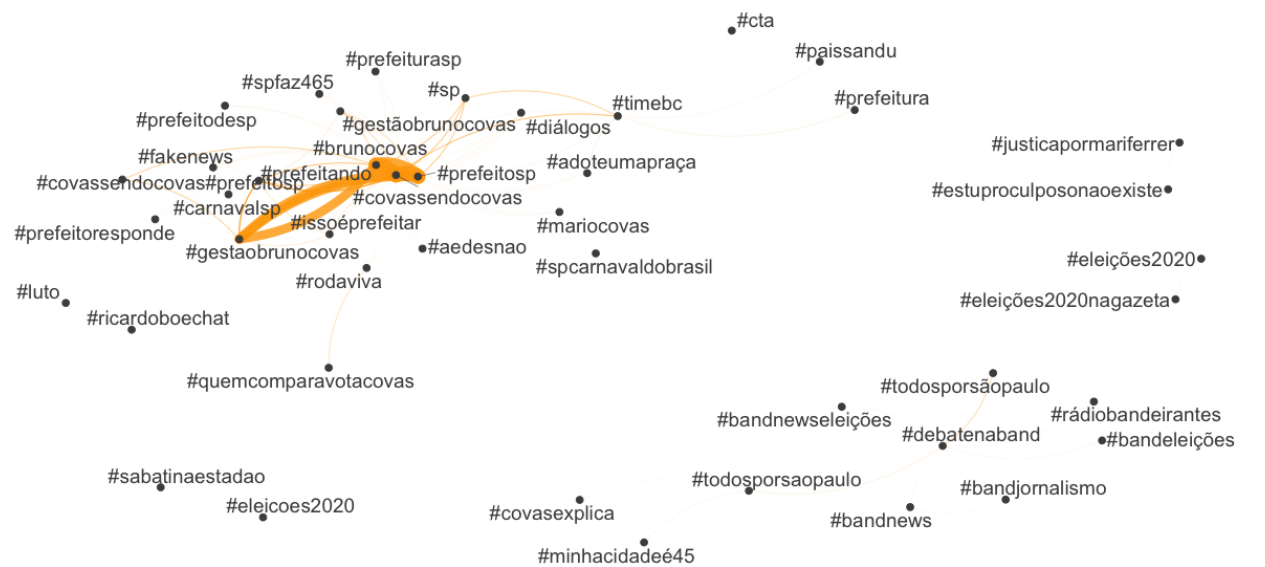 #cta
#paissandu
#prefeiturasp
#spfaz465
#sp
#prefeitura
#timebc
#prefeitodesp
#gestãobrunocovas
#diálogos
#justicapormariferrer
#brunocovas
#fakenews
#adoteumapraça
#prefeitando
#prefeitosp
#covassendocovas#prefeitosp
#estuproculposonaoexiste
#covassendocovas
#carnavalsp
#issoéprefeitar
#mariocovas
#prefeitoresponde
#aedesnao
#gestaobrunocovas
#eleições2020
#spcarnavaldobrasil
#rodaviva
#luto
#eleições2020nagazeta
#ricardoboechat
#quemcomparavotacovas
#todosporsãopaulo
#bandnewseleições
#rádiobandeirantes
#debatenaband
#bandeleições
#sabatinaestadao
#todosporsaopaulo
#bandjornalismo
#eleicoes2020
#covasexplica
#bandnews
#minhacidadeé45